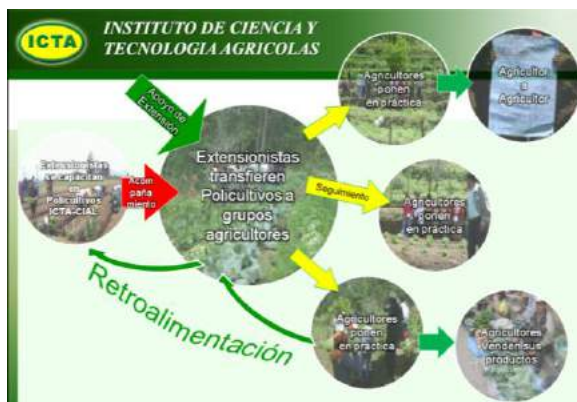 ICTA
INSTITUTO DE CIENCIA Y
TECNOLOGIA AGRICOLAS
Apoyo de
Extensión
Extensionistas
se capacitan
en
Policultivos
ICTA-CIAL
Acom
paña
miento
Extensionistas
transfieren
Policultivos a
grupos
agricultores
Agricultores
ponen
en práctica
Agricultor
a
Agricultor
Seguimiento
Agricultores
ponen
en práctica
Retroalimentación
Agricultores
ponen
en práctica
Agricultores
Venden sus
productos